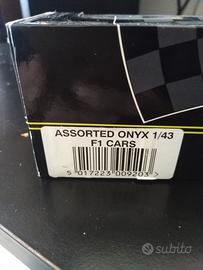 ASSORTED ONYX 1/43
F1 CARS
5 017223 009203 >
subito